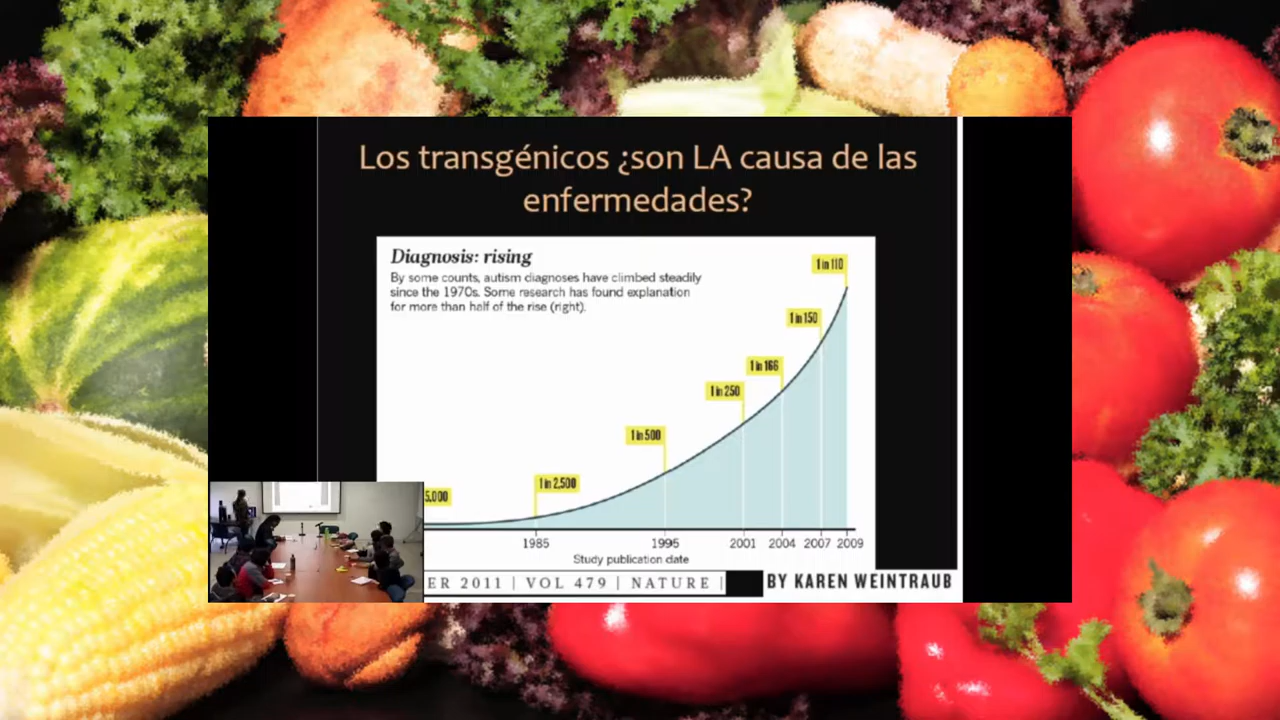 Los transgénicos ¿son LA causa de las
enfermedades?
Diagnosis: rising
By some counts, autism diagnoses have climbed steadily
since the 1970s. Some research has found explanation
for more than half of the rise (right).
1 in 110
1 in 150
1 in 166
1 in 250
1 in 500
1 in 2,500
5,000
1985 1995 2001 2004 2007 2009
Study publication date
ER 2011 | VOL 479 | NATURE |
BY KAREN WEINTRAUB